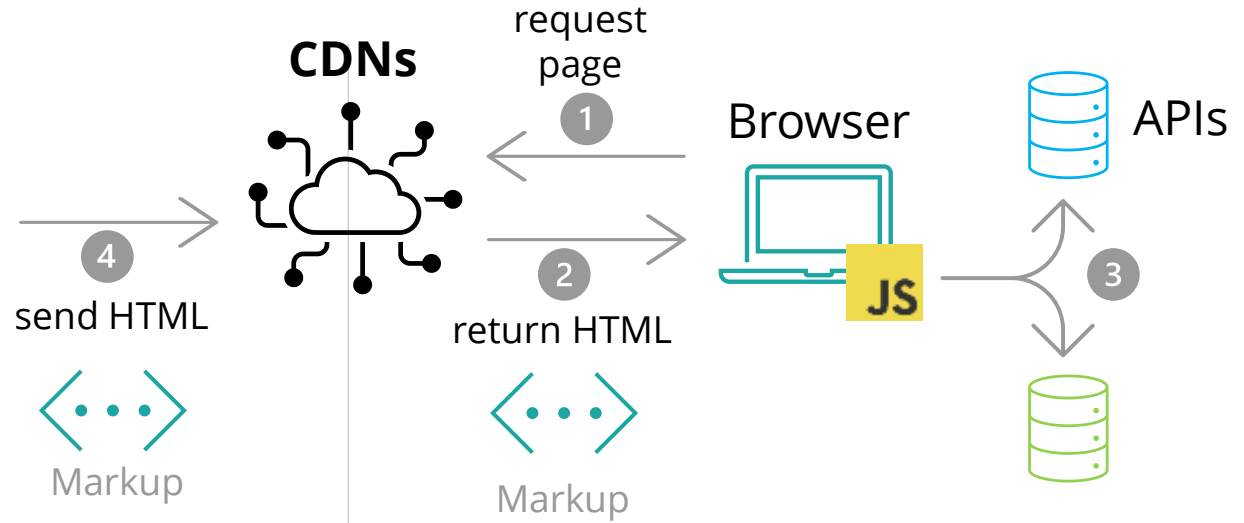 request
page
CDNs
1
Browser
APIs
4
send HTML
2
return HTML
JS
3
Markup
Markup